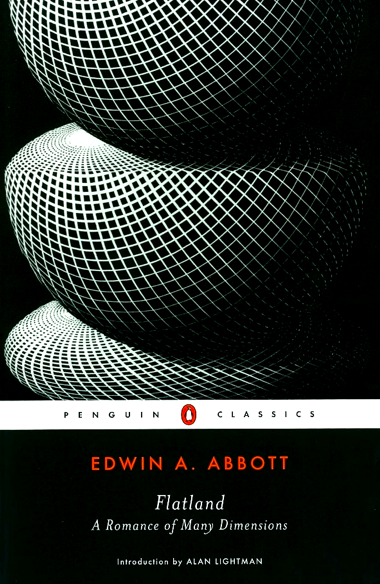 PENGUIN CLASSICS
EDWIN A. ABBOTT
Flatland
A Romance of Many Dimensions
Introduction by ALAN LIGHTMAN